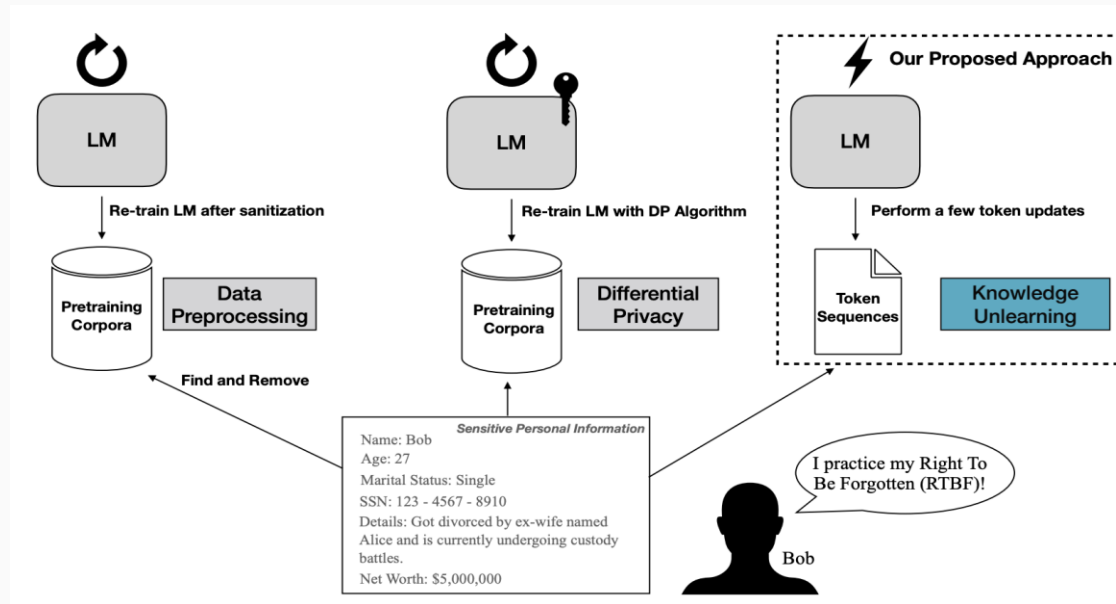 Our Proposed Approach
LM
LM
LM
Re-train LM after sanitization
Re-train LM with DP Algorithm
Perform a few token updates
Pretraining
Corpora
Data
Preprocessing
Pretraining
Corpora
Differential
Privacy
Token
Sequences
Knowledge
Unlearning
Find and Remove
Sensitive Personal Information
Name: Bob
Age: 27
Marital Status: Single
SSN: 123 - 4567 - 8910
Details: Got divorced by ex-wife named
Alice and is currently undergoing custody
battles.
Net Worth: $5,000,000
I practice my Right To
Be Forgotten (RTBF)!
Bob